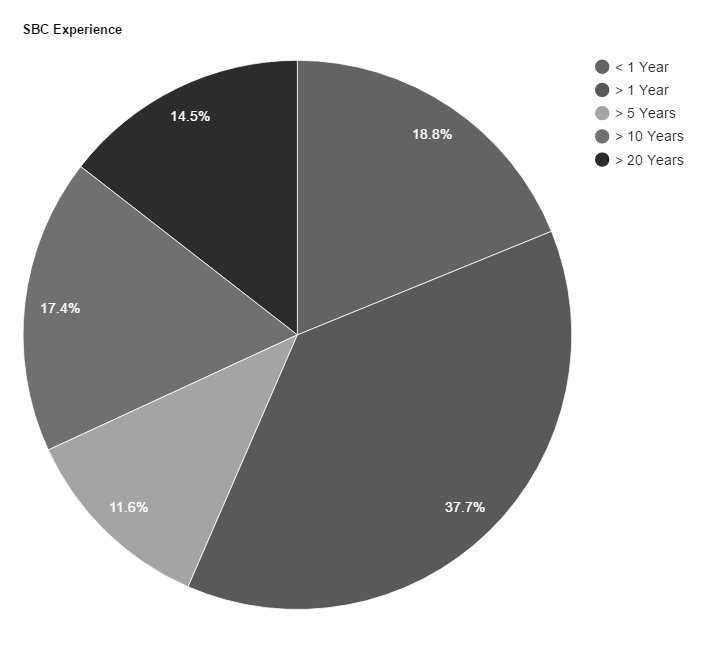 SBC Experience
< 1 Year
> 1 Year
> 5 Years
> 10 Years
> 20 Years
14.5%
18.8%
17.4%
11.6%
37.7%